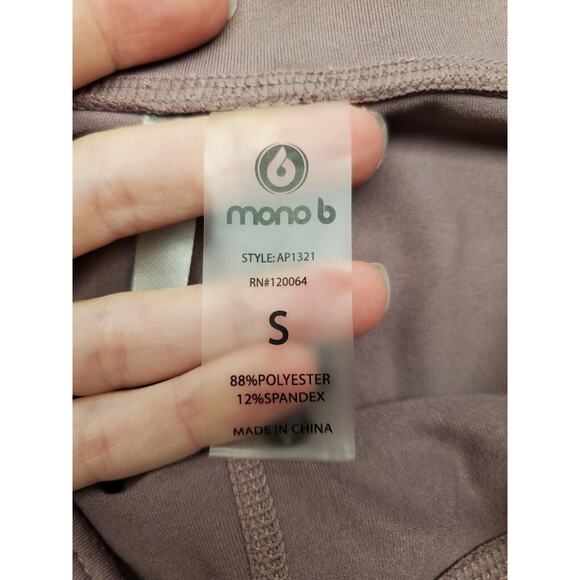 mono b
STYLE: AP1321
RN#120064
S
88%POLYESTER
12%SPANDEX
MADE IN CHINA